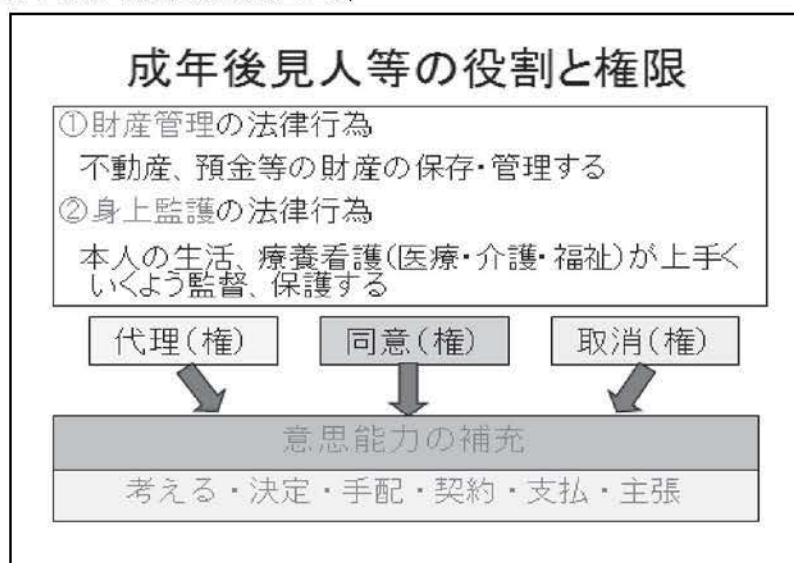 成年後見人等の役割と権限
①財産管理の法律行為
不動産、預金等の財産の保存・管理する
②身上監護の法律行為
本人の生活、療養看護(医療・介護・福祉)が上手く
いくよう監督、保護する
代理(権)
同意(権)
取消(権)
意思能力の補充
考える・決定・手配・契約・支払・主張